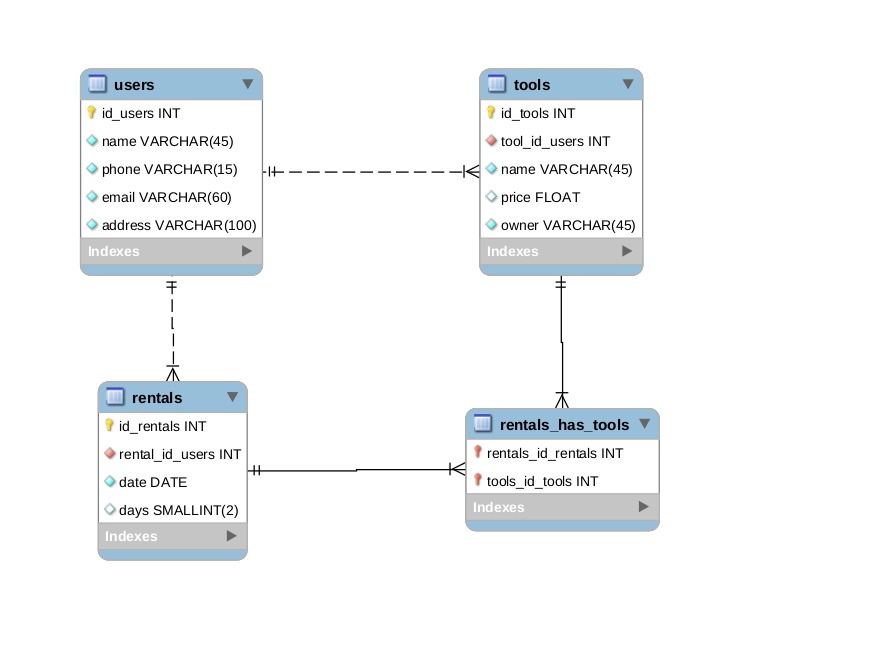 users
id_users INT
name VARCHAR(45)
phone VARCHAR(15)
email VARCHAR(60)
address VARCHAR(100)
Indexes
tools
id_tools INT
tool_id_users INT
name VARCHAR(45)
price FLOAT
owner VARCHAR(45)
Indexes
rentals
id_rentals INT
rental_id_users INT
date DATE
days SMALLINT(2)
Indexes
rentals_has_tools
rentals_id_rentals INT
tools_id_tools INT
Indexes